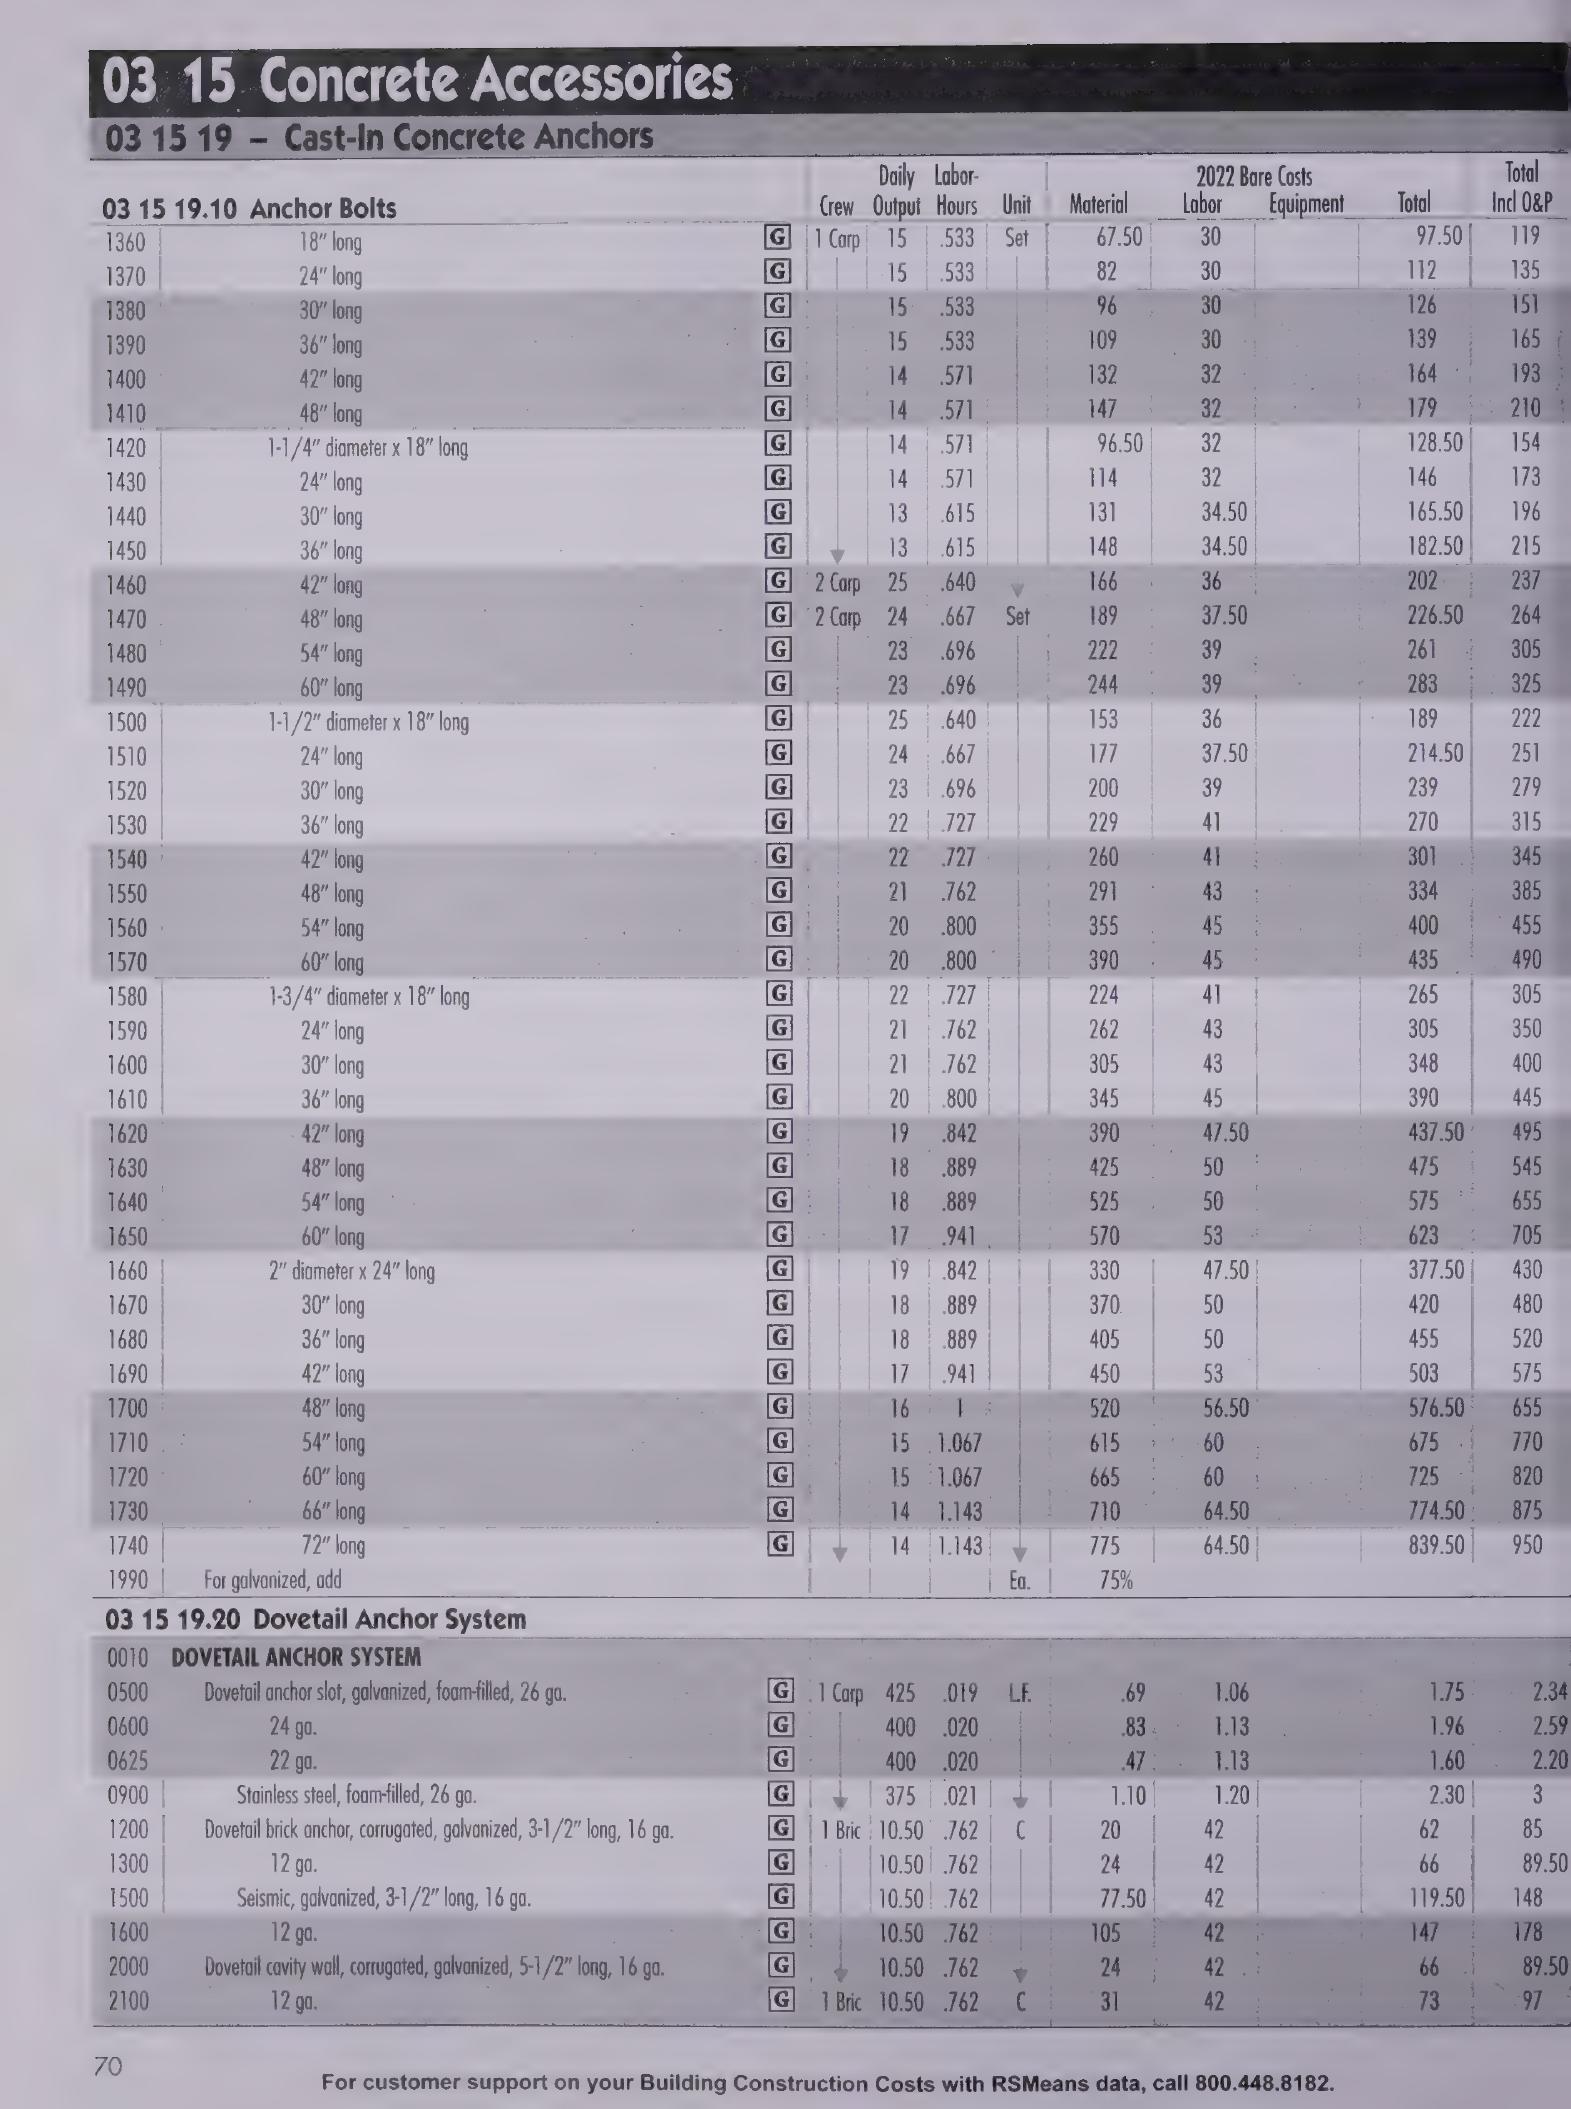 03 15 Concrete Accessories
03 15 19 – Cast-In Concrete Anchors
Daily Labor- 2022 Bare Costs Total
03 15 19.10 Anchor Bolts Crew Output Hours Unit Material Labor Equipment Total Incl O&P
1360 18" long G 1 Carp 15 .533 Set 67.50 30 97.50 119
1370 24" long G 15 .533 82 30 112 135
1380 30" long G 15 .533 96 30 126 151
1390 36" long G 15 .533 109 30 139 165
1400 42" long G 14 .571 132 32 164 193
1410 48" long G 14 .571 147 32 179 210
1420 1-1/4" diameter x 18" long G 14 .571 96.50 32 128.50 154
1430 24" long G 14 .571 114 32 146 173
1440 30" long G 13 .615 131 34.50 165.50 196
1450 36" long G 13 .615 148 34.50 182.50 215
1460 42" long G 2 Carp 25 .640 166 36 202 237
1470 48" long G 2 Carp 24 .667 Set 189 37.50 226.50 264
1480 54" long G 23 .696 222 39 261 305
1490 60" long G 23 .696 244 39 283 325
1500 1-1/2" diameter x 18" long G 25 .640 153 36 189 222
1510 24" long G 24 .667 177 37.50 214.50 251
1520 30" long G 23 .696 200 39 239 279
1530 36" long G 22 .727 229 41 270 315
1540 42" long G 22 .727 260 41 301 345
1550 48" long G 21 .762 291 43 334 385
1560 54" long G 20 .800 355 45 400 455
1570 60" long G 20 .800 390 45 435 490
1580 1-3/4" diameter x 18" long G 22 .727 224 41 265 305
1590 24" long G 21 .762 262 43 305 350
1600 30" long G 21 .762 305 43 348 400
1610 36" long G 20 .800 345 45 390 445
1620 42" long G 19 .842 390 47.50 437.50 495
1630 48" long G 18 .889 425 50 475 545
1640 54" long G 18 .889 525 50 575 655
1650 60" long G 17 .941 570 53 623 705
1660 2" diameter x 24" long G 19 .842 330 47.50 377.50 430
1670 30" long G 18 .889 370 50 420 480
1680 36" long G 18 .889 405 50 455 520
1690 42" long G 17 .941 450 53 503 575
1700 48" long G 16 1 520 56.50 576.50 655
1710 54" long G 15 1.067 615 60 675 770
1720 60" long G 15 1.067 665 60 725 820
1730 66" long G 14 1.143 710 64.50 774.50 875
1740 72" long G 14 1.143 775 64.50 839.50 950
1990 For galvanized, add Ea. 75%
03 15 19.20 Dovetail Anchor System
0010 DOVETAIL ANCHOR SYSTEM
0500 Dovetail anchor slot, galvanized, foam-filled, 26 ga. G 1 Carp 425 .019 L.F. .69 1.06 1.75 2.34
0600 24 ga. G 400 .020 .83 1.13 1.96 2.59
0625 22 ga. G 400 .020 .47 1.13 1.60 2.20
0900 Stainless steel, foam-filled, 26 ga. G 375 .021 1.10 1.20 2.30 3
1200 Dovetail brick anchor, corrugated, galvanized, 3-1/2" long, 16 ga. G 1 Bric 10.50 .762 C 20 42 62 85
1300 12 ga. G 10.50 .762 24 42 66 89.50
1500 Seismic, galvanized, 3-1/2" long, 16 ga. G 10.50 .762 77.50 42 119.50 148
1600 12 ga. G 10.50 .762 105 42 147 178
2000 Dovetail cavity wall, corrugated, galvanized, 5-1/2" long, 16 ga. G 10.50 .762 24 42 66 89.50
2100 12 ga. G 1 Bric 10.50 .762 C 31 42 73 97
70
For customer support on your Building Construction Costs with RSMeans data, call 800.448.8182.